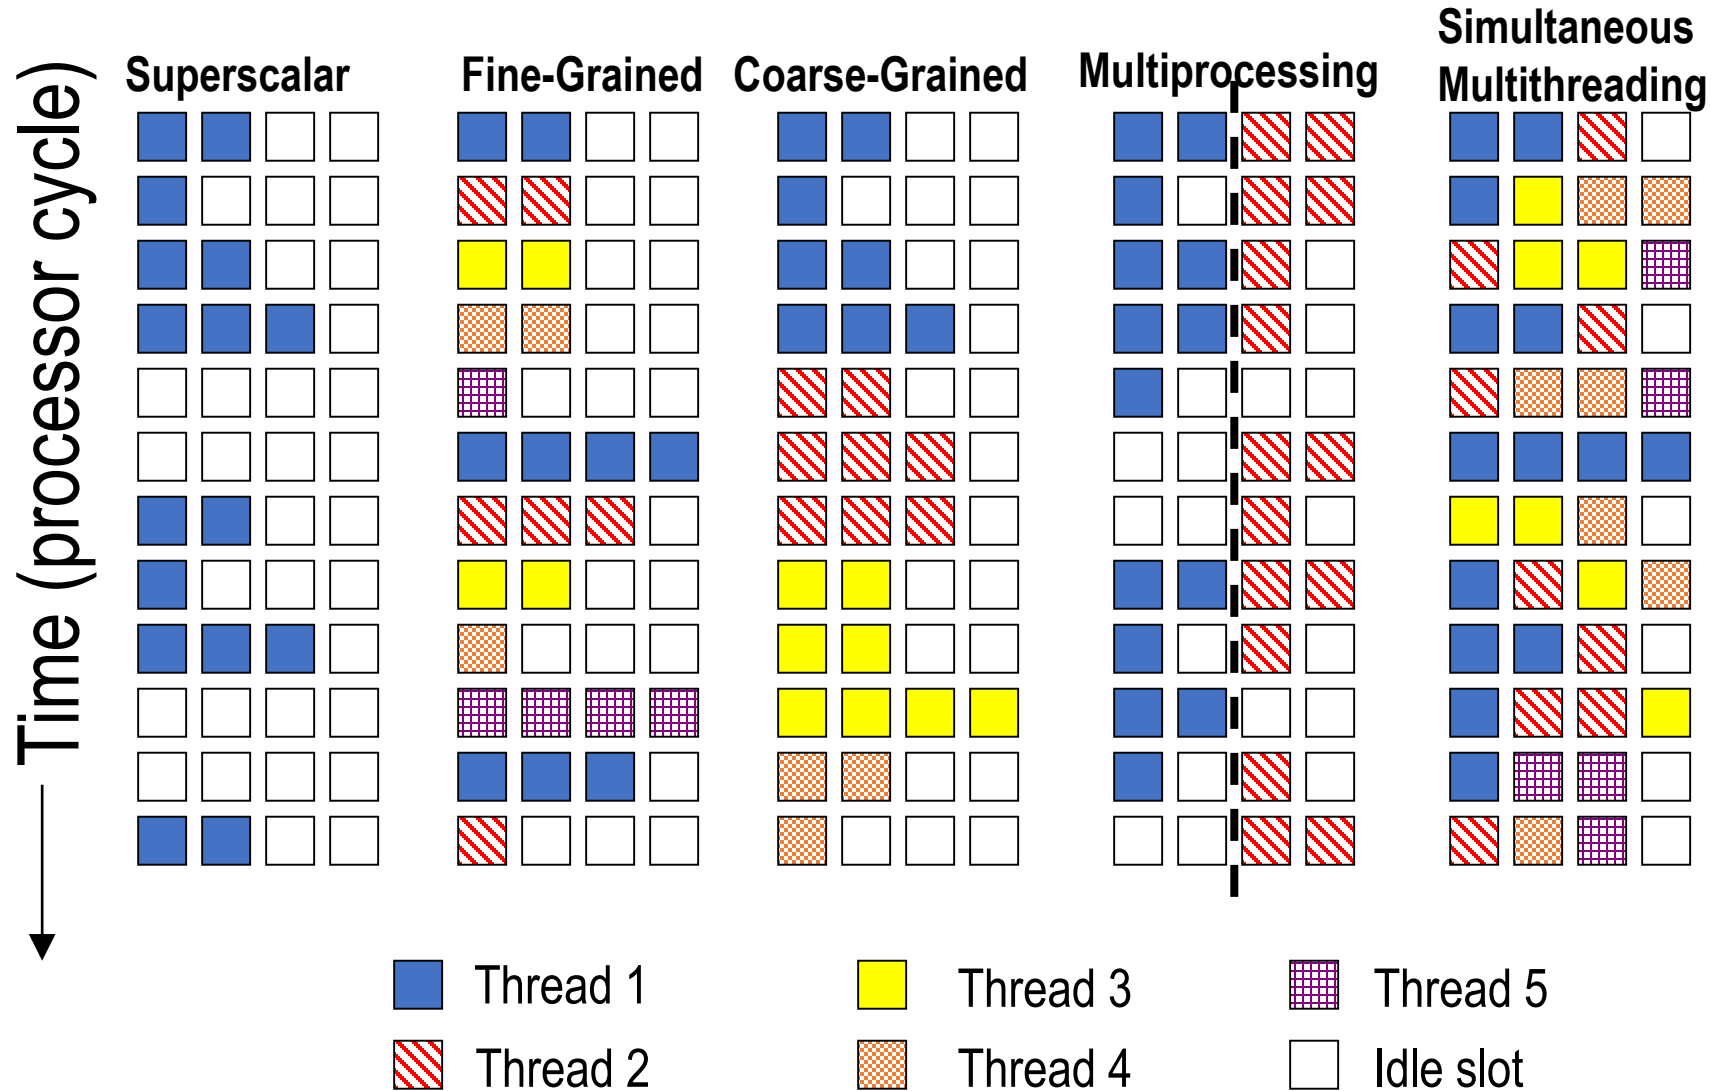 Simultaneous
Multithreading
Superscalar
Fine-Grained
Coarse-Grained
Multiprocessing
Time (processor cycle)
Thread 1
Thread 3
Thread 5
Thread 2
Thread 4
Idle slot